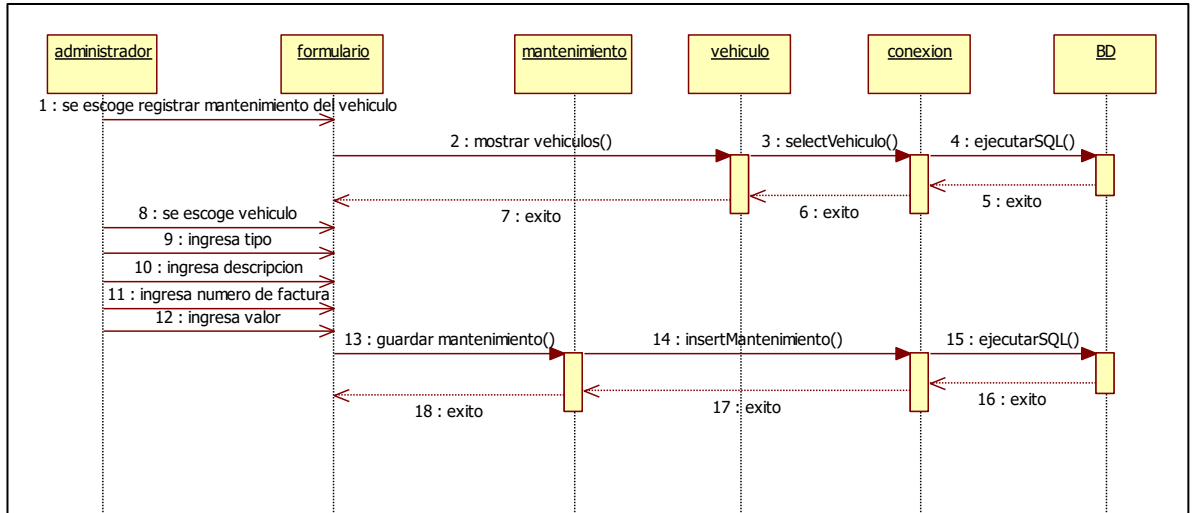 administrador
formulario
mantenimiento
vehiculo
conexion
BD
1 : se escoge registrar mantenimiento del vehiculo
2 : mostrar vehiculos()
3 : selectVehiculo()
4 : ejecutarSQL()
5 : exito
6 : exito
7 : exito
8 : se escoge vehiculo
9 : ingresa tipo
10 : ingresa descripcion
11 : ingresa numero de factura
12 : ingresa valor
13 : guardar mantenimiento()
14 : insertMantenimiento()
15 : ejecutarSQL()
16 : exito
17 : exito
18 : exito